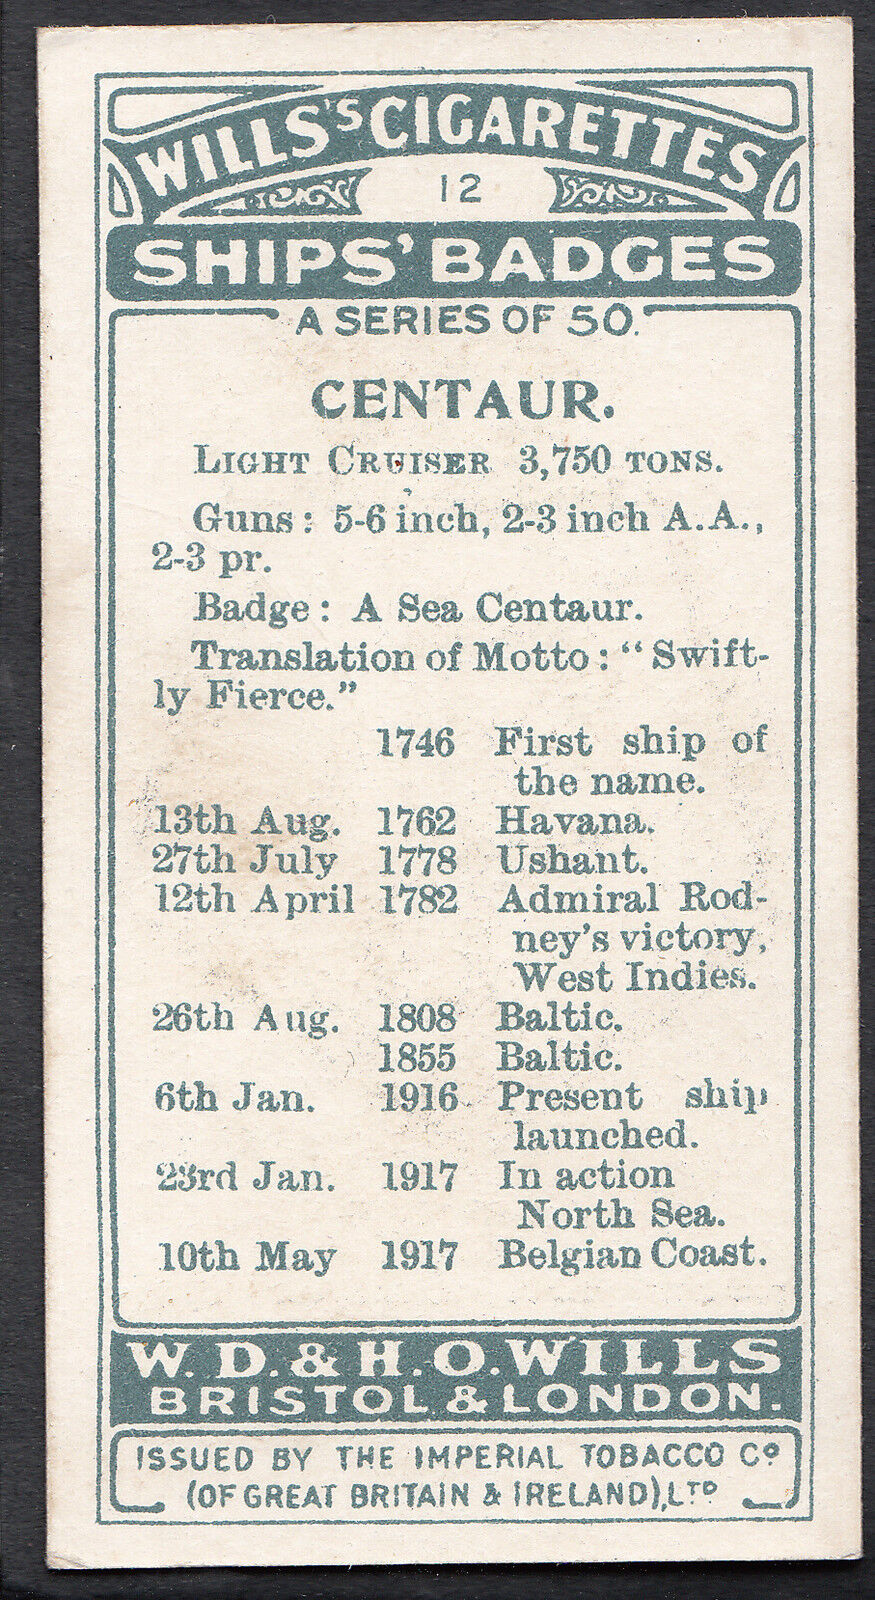 WILLS'S CIGARETTES
12
SHIPS' BADGES
A SERIES OF 50.
CENTAUR.
LIGHT CRUISER 3,750 TONS.
Guns: 5-6 inch, 2-3 inch A.A.,
2-3 pr.
Badge: A Sea Centaur.
Translation of Motto: "Swift-
ly Fierce."
1746 First ship of
the name.
13th Aug. 1762 Havana.
27th July 1778 Ushant.
12th April 1782 Admiral Rod-
ney's victory,
West Indies.
26th Aug. 1808 Baltic.
1855 Baltic.
6th Jan. 1916 Present ship
launched.
23rd Jan. 1917 In action
North Sea.
10th May 1917 Belgian Coast.
W. D. & H. O. WILLS
BRISTOL & LONDON.
ISSUED BY THE IMPERIAL TOBACCO Co
(OF GREAT BRITAIN & IRELAND), LTD